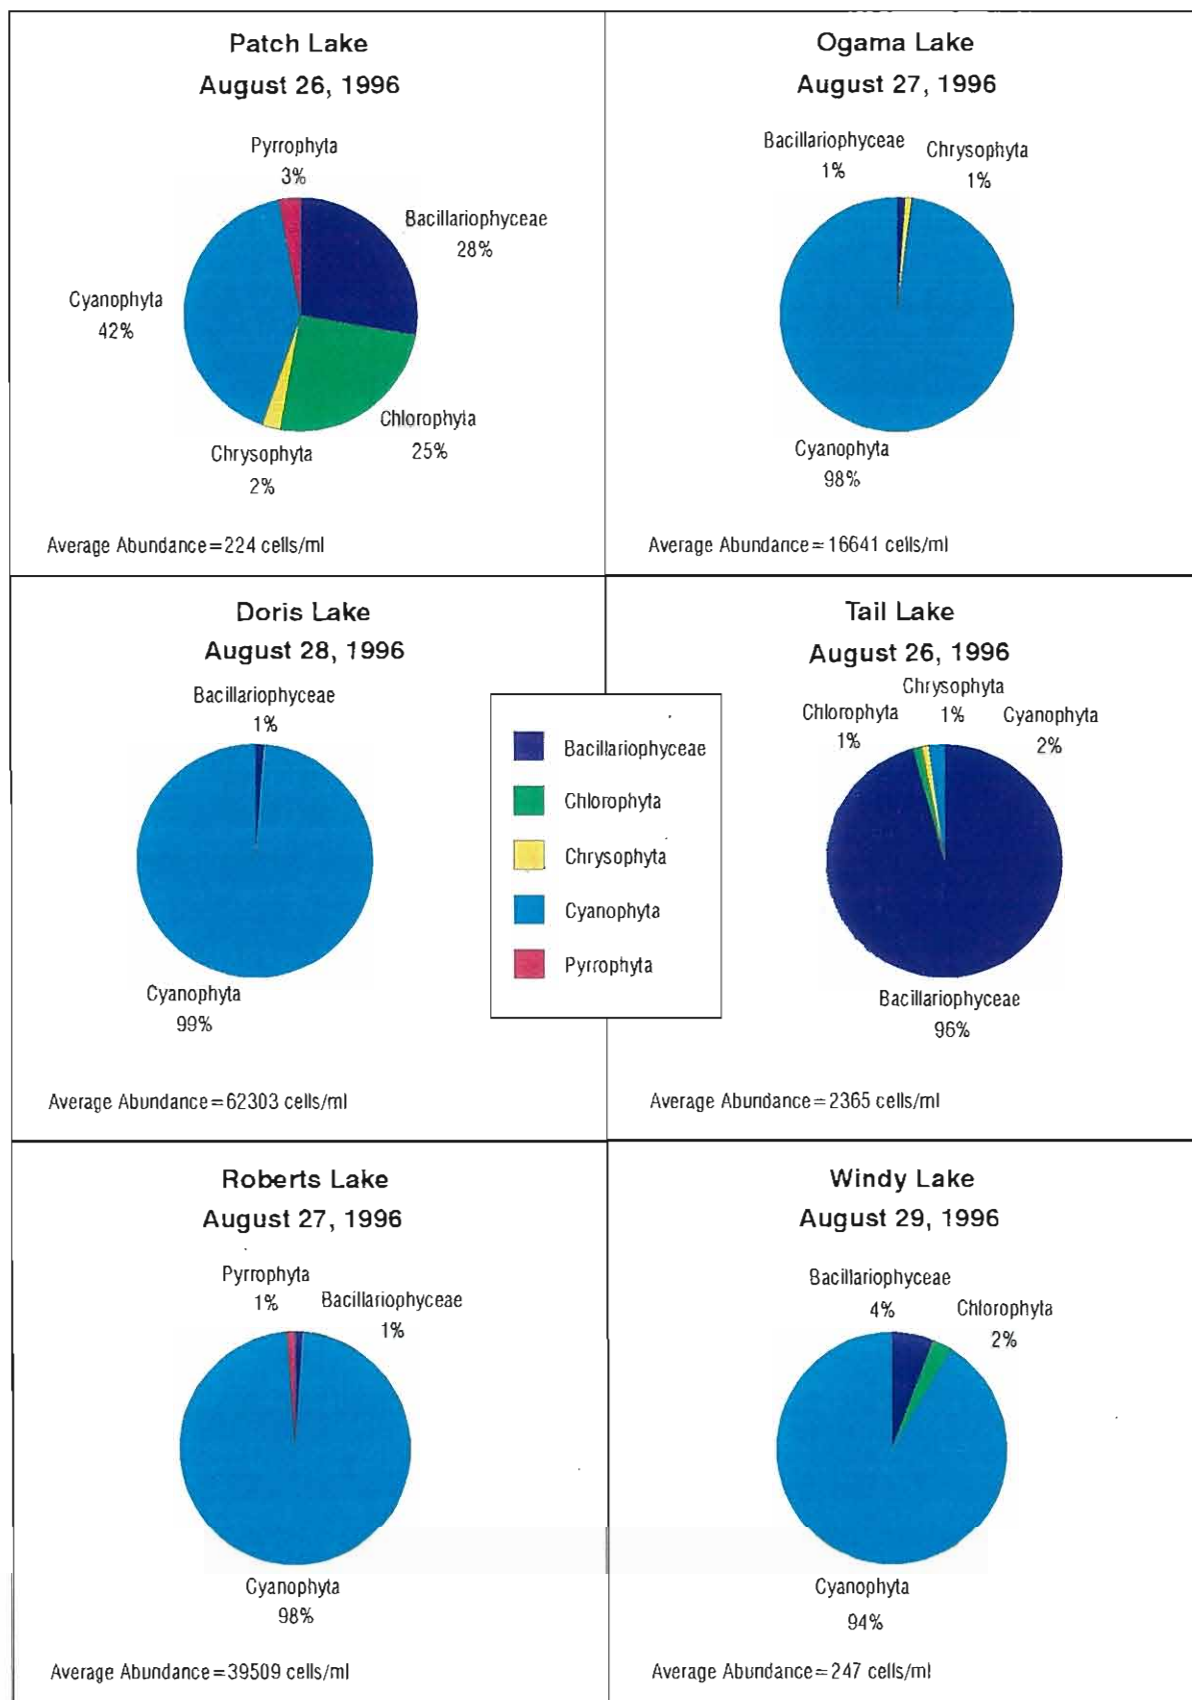 Patch Lake
August 26, 1996
Pyrrophyta
3%
Bacillariophyceae
28%
Cyanophyta
42%
Chlorophyta
25%
Chrysophyta
2%
Average Abundance=224 cells/ml
Ogama Lake
August 27, 1996
Bacillariophyceae
1%
Chrysophyta
1%
Cyanophyta
98%
Average Abundance=16641 cells/ml
Doris Lake
August 28, 1996
Bacillariophyceae
1%
Cyanophyta
99%
Average Abundance=62303 cells/ml
Bacillariophyceae
Chlorophyta
Chrysophyta
Cyanophyta
Pyrrophyta
Tail Lake
August 26, 1996
Chrysophyta
1%
Chlorophyta
1%
Cyanophyta
2%
Bacillariophyceae
96%
Average Abundance=2365 cells/ml
Roberts Lake
August 27, 1996
Pyrrophyta
1%
Bacillariophyceae
1%
Cyanophyta
98%
Average Abundance=39509 cells/ml
Windy Lake
August 29, 1996
Bacillariophyceae
4%
Chlorophyta
2%
Cyanophyta
94%
Average Abundance=247 cells/ml